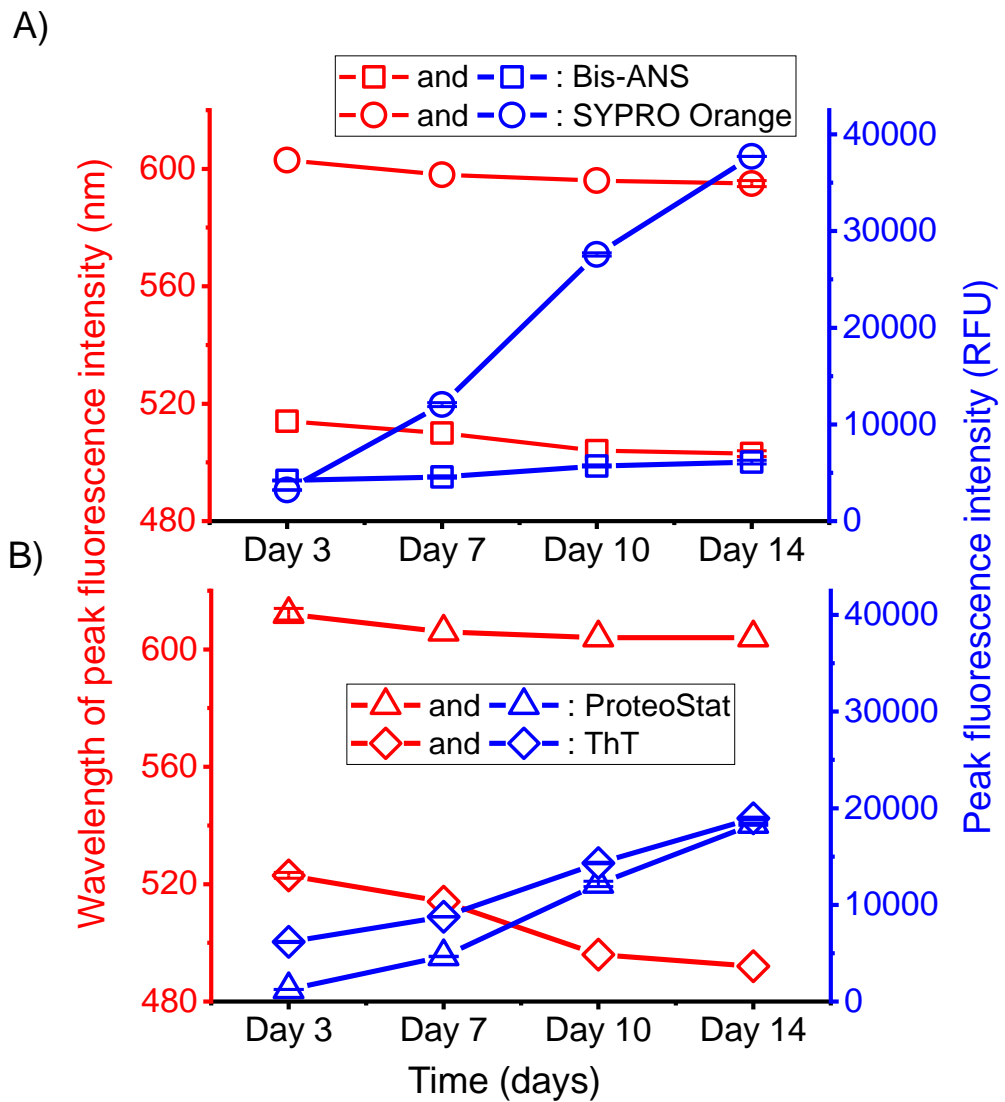 A)
and : Bis-ANS
and : SYPRO Orange
Wavelength of peak fluorescence intensity (nm)
600
560
520
480
40000
30000
20000
10000
0
Peak fluorescence intensity (RFU)
Day 3 Day 7 Day 10 Day 14
B)
and : ProteoStat
and : ThT
600
560
520
480
40000
30000
20000
10000
0
Day 3 Day 7 Day 10 Day 14
Time (days)